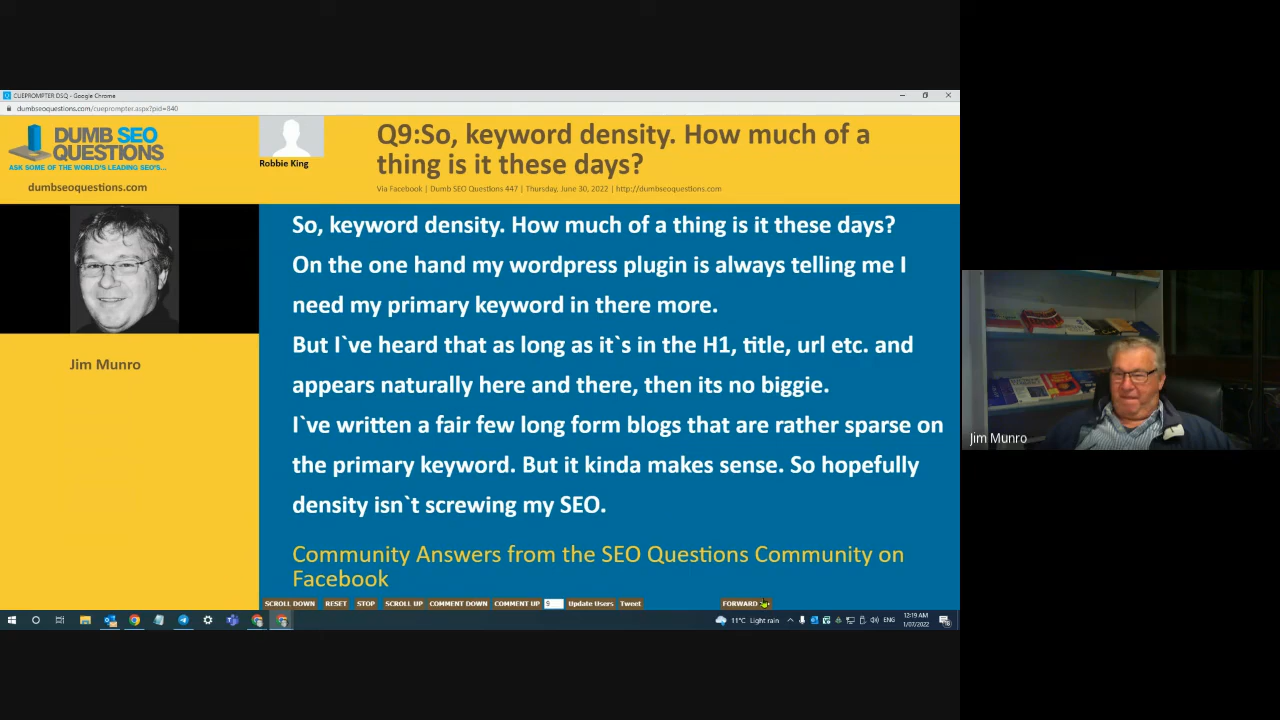 CUEPROMPTER DSQ - Google Chrome
dumbseoquestions.com/cueprompter.aspx?pid=840
DUMB SEO
QUESTIONS
ASK SOME OF THE WORLD'S LEADING SEO'S...
dumbseoquestions.com
Robbie King
Q9:So, keyword density. How much of a
thing is it these days?
Via Facebook | Dumb SEO Questions 447 | Thursday, June 30, 2022 | http://dumbseoquestions.com
Jim Munro
So, keyword density. How much of a thing is it these days?
On the one hand my wordpress plugin is always telling me I
need my primary keyword in there more.
But I`ve heard that as long as it`s in the H1, title, url etc. and
appears naturally here and there, then its no biggie.
I`ve written a fair few long form blogs that are rather sparse on
the primary keyword. But it kinda makes sense. So hopefully
density isn`t screwing my SEO.
Community Answers from the SEO Questions Community on
Facebook
SCROLL DOWN RESET STOP SCROLL UP COMMENT DOWN COMMENT UP 9 Update Users Tweet FORWARD
Jim Munro
11°C Light rain ENG 12:19 AM
1/07/2022